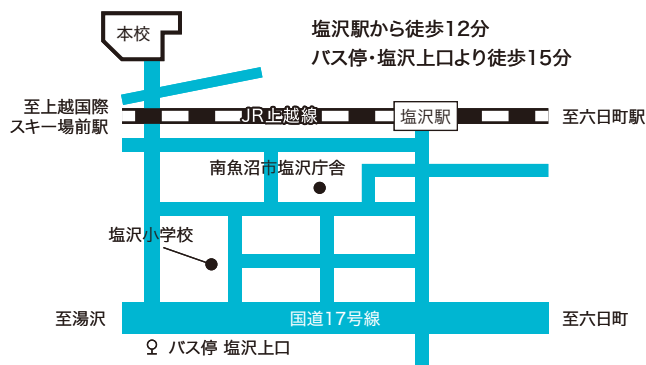 本校
塩沢駅から徒歩12分
バス停・塩沢上口より徒歩15分
至上越国際
スキー場前駅
JR上越線
塩沢駅
至六日町駅
南魚沼市塩沢庁舎
塩沢小学校
至湯沢
国道17号線
至六日町
バス停 塩沢上口